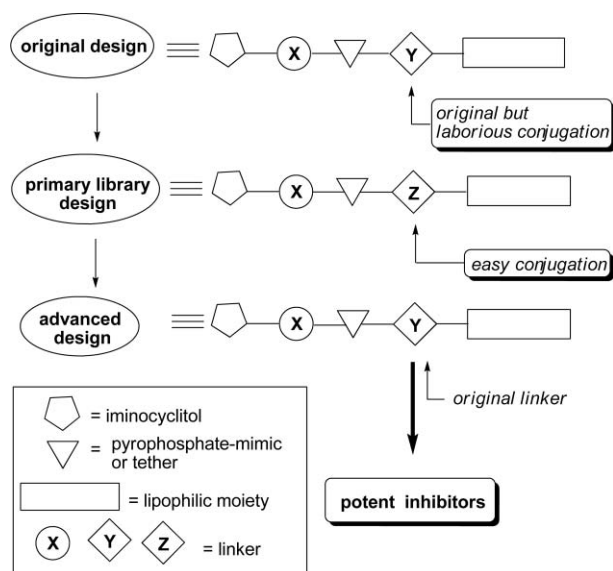 original design
X
Y
original but
laborious conjugation
primary library
design
X
Z
easy conjugation
advanced
design
X
Y
original linker
= iminocyclitol
= pyrophosphate-mimic
or tether
= lipophilic moiety
X Y Z = linker
potent inhibitors